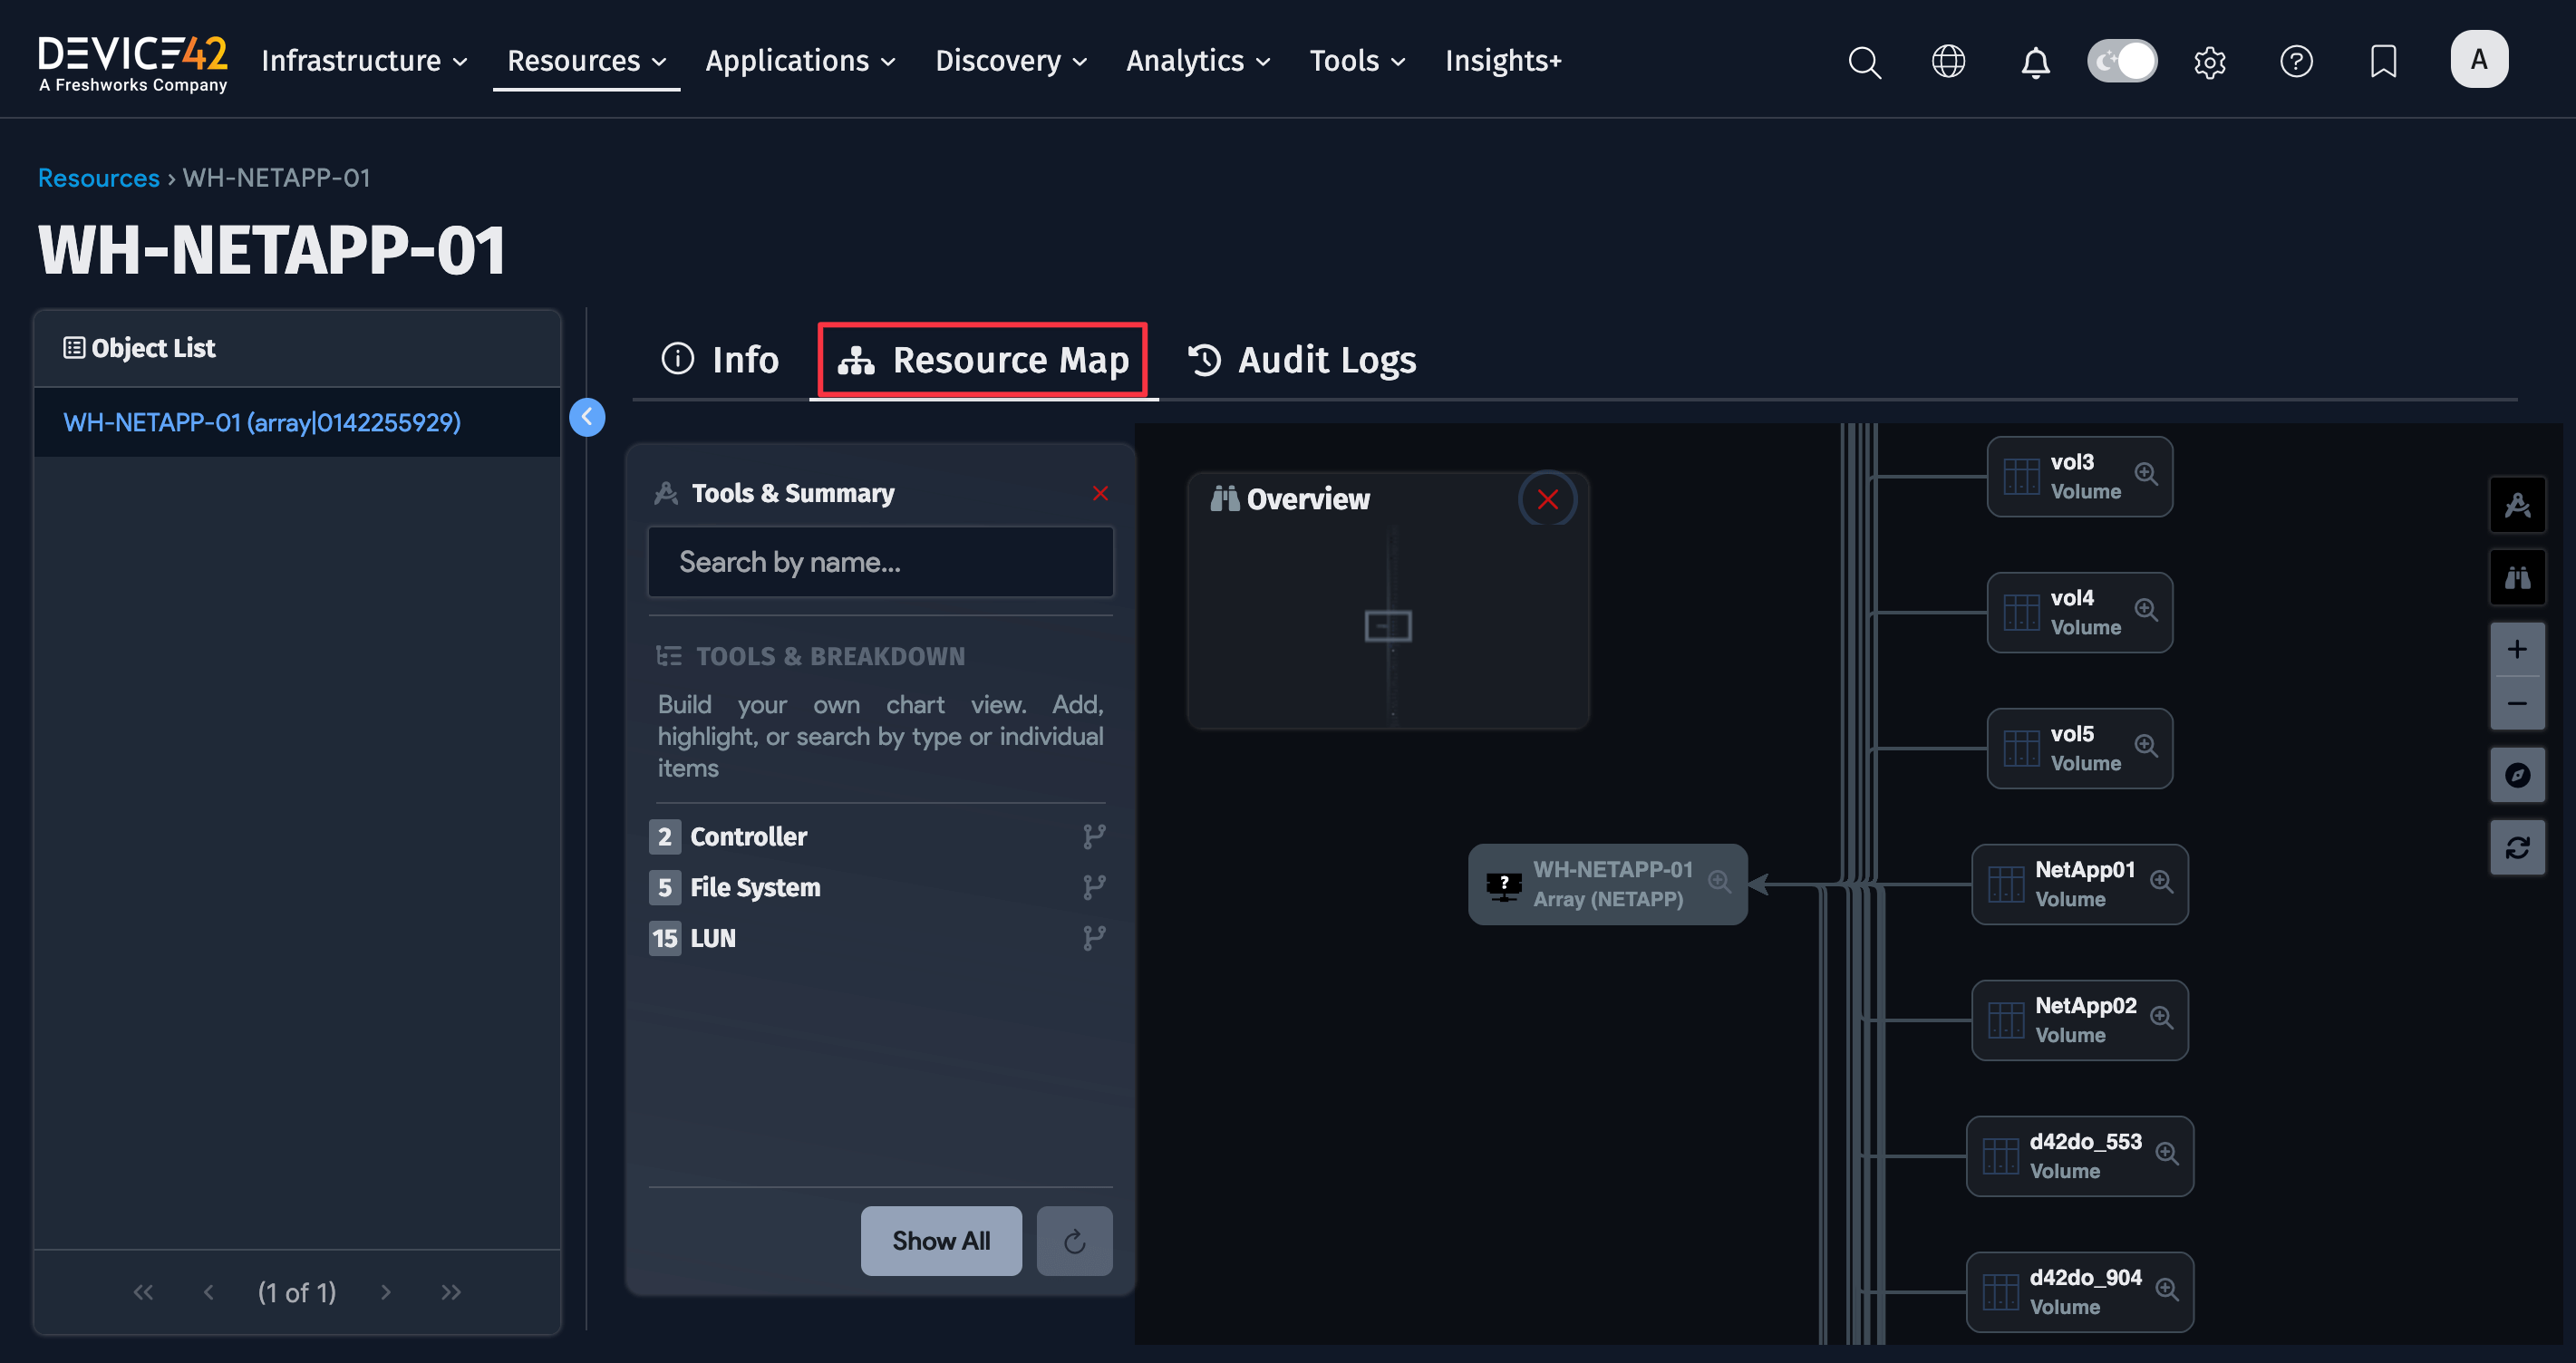 DEVICE42
A Freshworks Company
Infrastructure
Resources
Applications
Discovery
Analytics
Tools
Insights+
A
Resources › WH-NETAPP-01
WH-NETAPP-01
Object List
WH-NETAPP-01 (array|0142255929)
(1 of 1)
Info
Resource Map
Audit Logs
Tools & Summary
Search by name...
TOOLS & BREAKDOWN
Build your own chart view. Add,
highlight, or search by type or individual
items
2 Controller
5 File System
15 LUN
Show All
Overview
WH-NETAPP-01
Array (NETAPP)
vol3
Volume
vol4
Volume
vol5
Volume
NetApp01
Volume
NetApp02
Volume
d42do_553
Volume
d42do_904
Volume